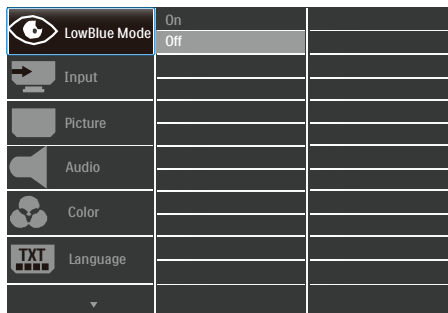 LowBlue Mode
On
Off
Input
Picture
Audio
Color
TXT
Language